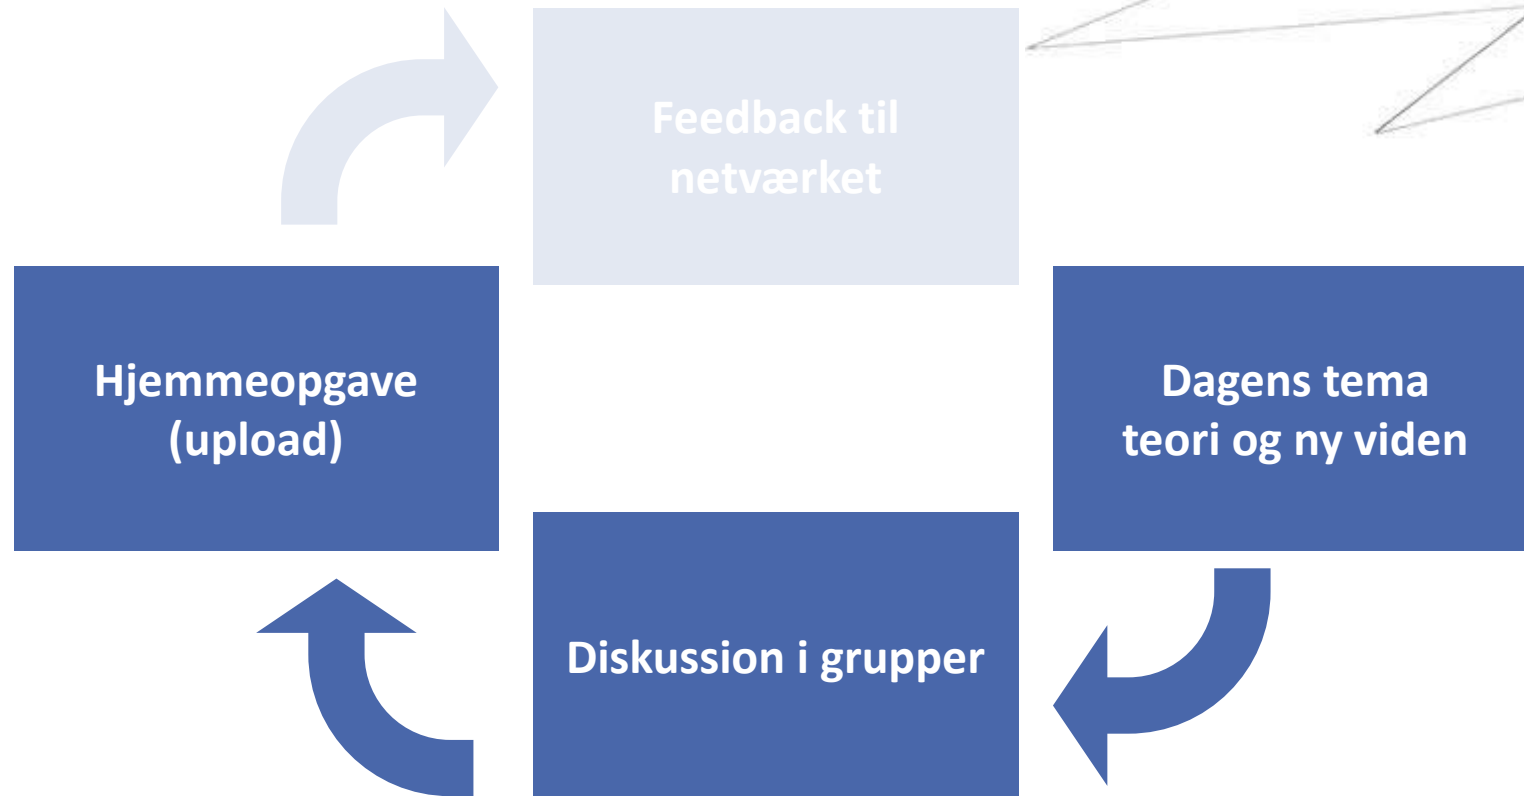 Feedback til
netværket
Hjemmeopgave
(upload)
Dagens tema
teori og ny viden
Diskussion i grupper